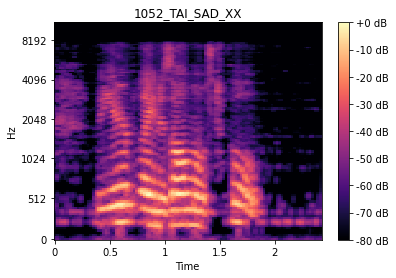 1052_TAI_SAD_XX
Hz
8192
4096
2048
1024
512
0
0
0.5
1
1.5
2
Time
+0 dB
-10 dB
-20 dB
-30 dB
-40 dB
-50 dB
-60 dB
-70 dB
-80 dB